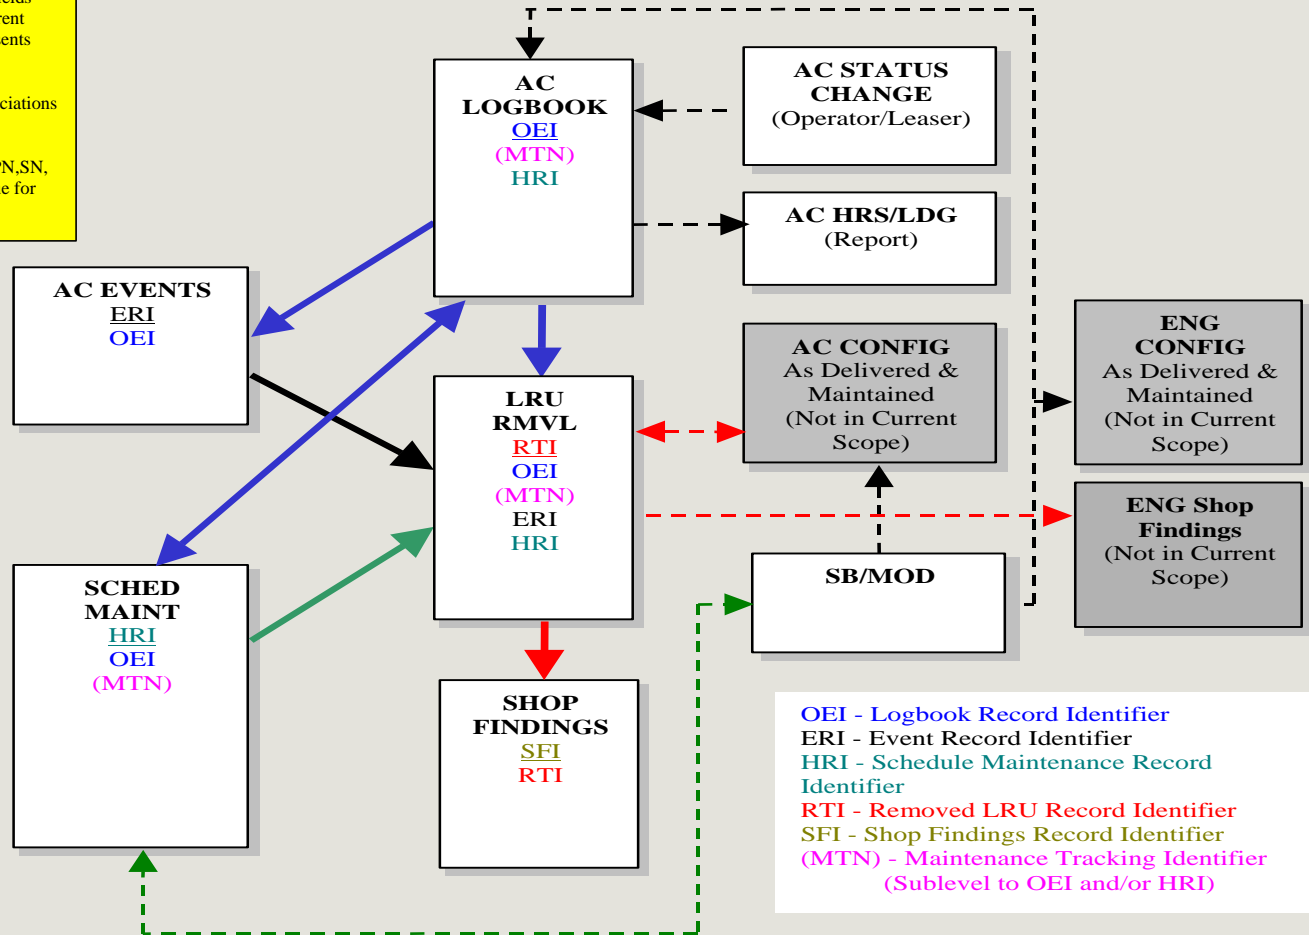 AC
LOGBOOK
OEI
(MTN)
HRI
AC STATUS
CHANGE
(Operator/Leaser)
AC HRS/LDG
(Report)
PN,SN,
for
AC EVENTS
ERI
OEI
LRU
RMVL
RTI
OEI
(MTN)
ERI
HRI
AC CONFIG
As Delivered &
Maintained
(Not in Current
Scope)
ENG
CONFIG
As Delivered &
Maintained
(Not in Current
Scope)
ENG Shop
Findings
(Not in Current
Scope)
SCHED
MAINT
HRI
OEI
(MTN)
SB/MOD
SHOP
FINDINGS
SFI
RTI
OEI - Logbook Record Identifier
ERI - Event Record Identifier
HRI - Schedule Maintenance Record
Identifier
RTI - Removed LRU Record Identifier
SFI - Shop Findings Record Identifier
(MTN) - Maintenance Tracking Identifier
(Sublevel to OEI and/or HRI)